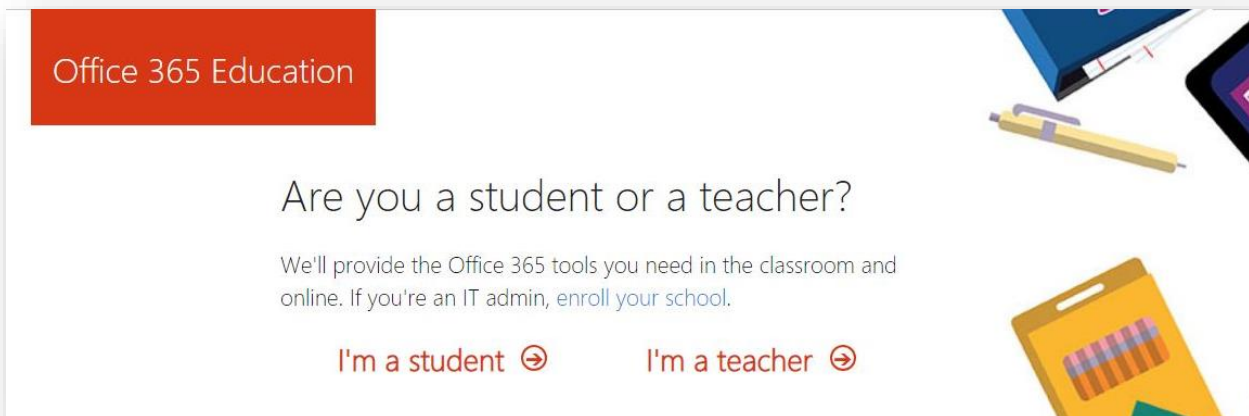 Office 365 Education
Are you a student or a teacher?
We'll provide the Office 365 tools you need in the classroom and
online. If you're an IT admin, enroll your school.
I'm a student
I'm a teacher